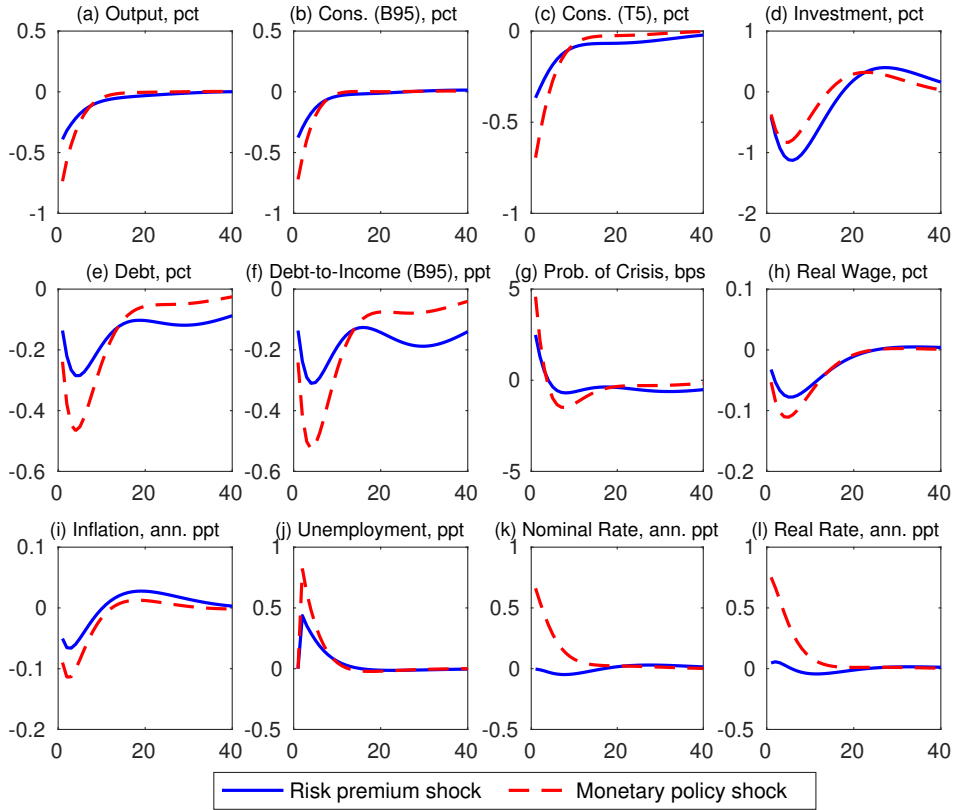 (a) Output, pct
(b) Cons. (B95), pct
(c) Cons. (T5), pct
(d) Investment, pct
0.5
0
-0.5
-1
0 20 40
0.5
0
-0.5
-1
0 20 40
0
-0.5
-1
0 20 40
1
0
-1
-2
0 20 40
(e) Debt, pct
(f) Debt-to-Income (B95), ppt
(g) Prob. of Crisis, bps
(h) Real Wage, pct
0
-0.2
-0.4
-0.6
0 20 40
0
-0.2
-0.4
-0.6
0 20 40
5
0
-5
0 20 40
0.1
0
-0.1
-0.2
0 20 40
(i) Inflation, ann. ppt
(j) Unemployment, ppt
(k) Nominal Rate, ann. ppt
(l) Real Rate, ann. ppt
0.1
0
-0.1
-0.2
0 20 40
1
0.5
0
-0.5
0 20 40
1
0.5
0
-0.5
0 20 40
1
0.5
0
-0.5
0 20 40
Risk premium shock
Monetary policy shock